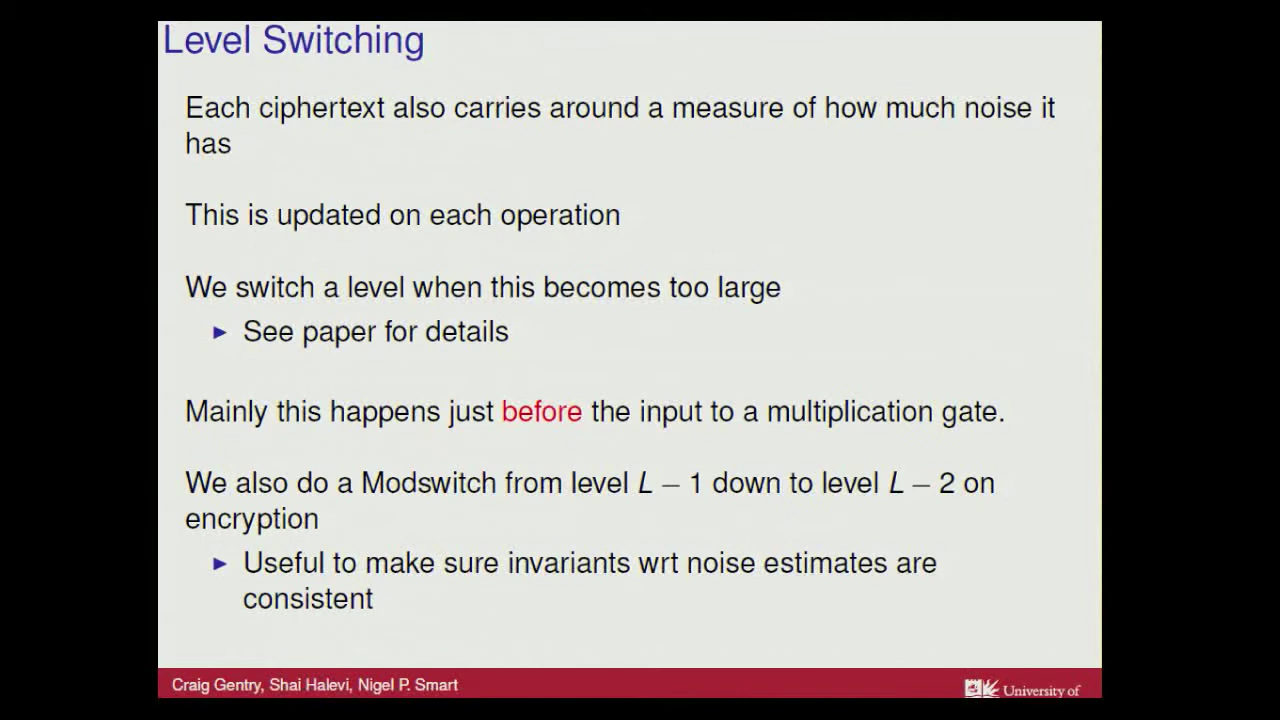 Level Switching
Each ciphertext also carries around a measure of how much noise it
has
This is updated on each operation
We switch a level when this becomes too large
▶ See paper for details
Mainly this happens just before the input to a multiplication gate.
We also do a Modswitch from level L − 1 down to level L − 2 on
encryption
▶ Useful to make sure invariants wrt noise estimates are
consistent
Craig Gentry, Shai Halevi, Nigel P. Smart
University of